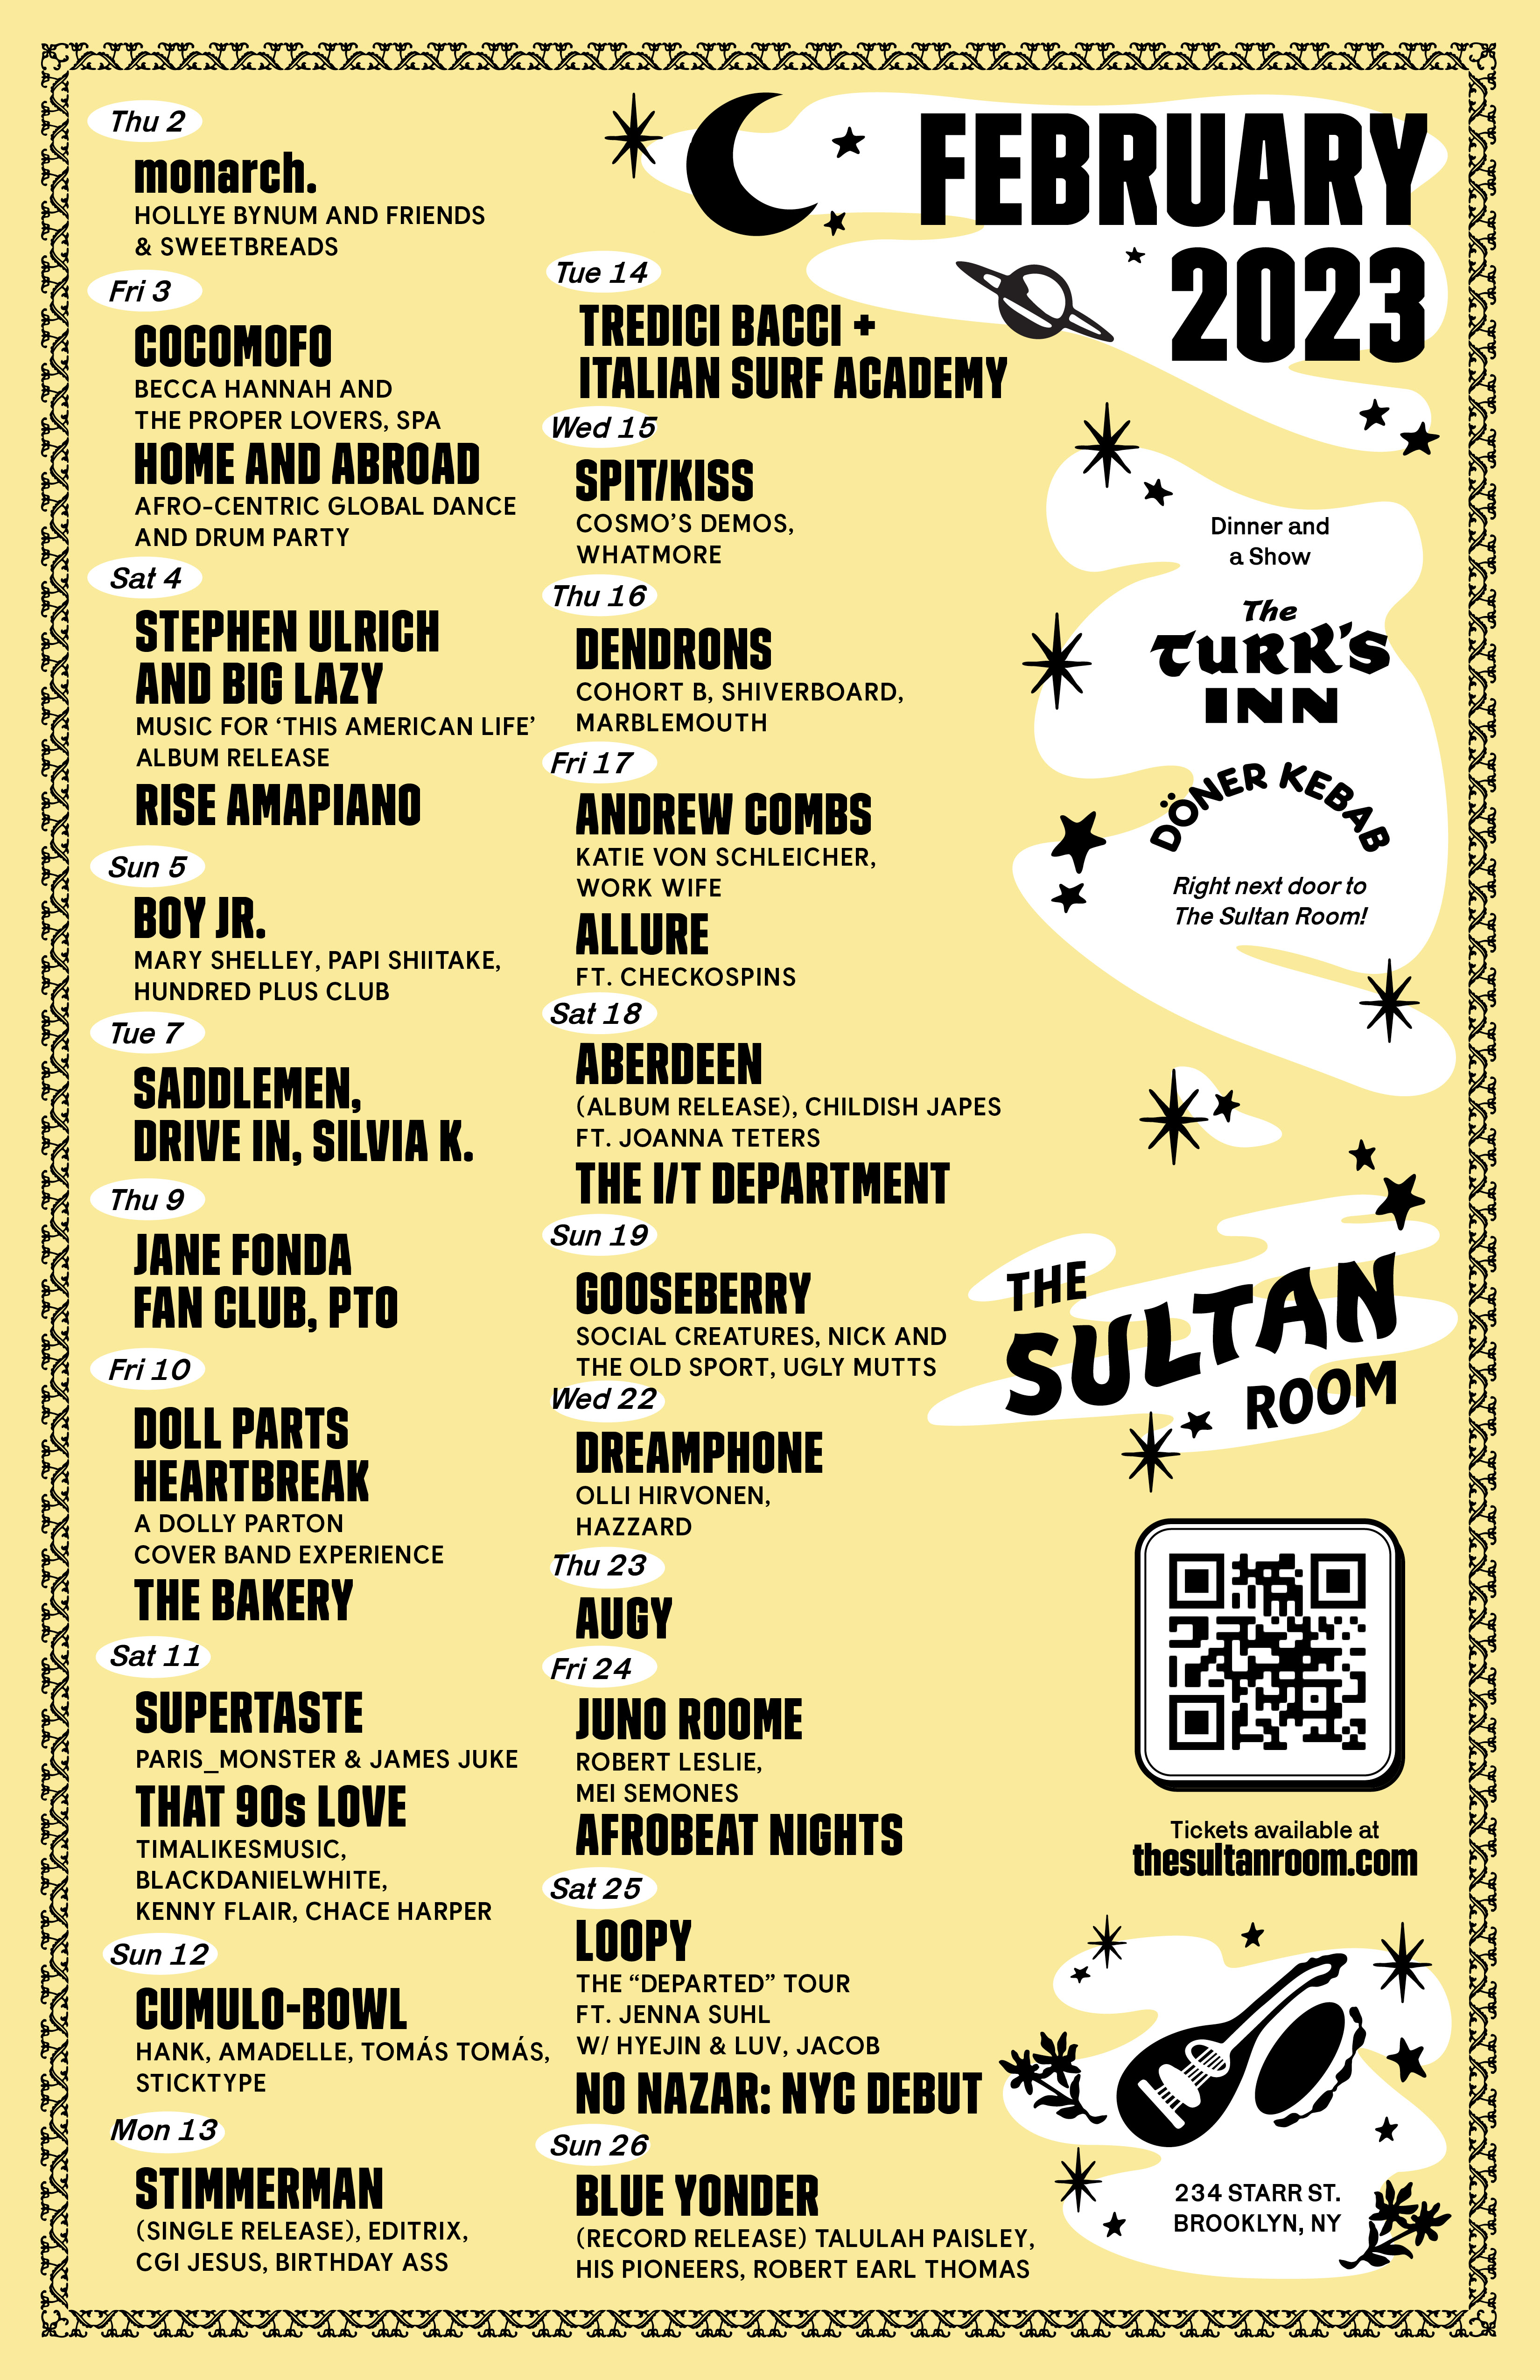 FEBRUARY
2023
Thu 2
monarch.
HOLLYE BYNUM AND FRIENDS
& SWEETBREADS
Fri 3
COCOMOFO
BECCA HANNAH AND
THE PROPER LOVERS, SPA
HOME AND ABROAD
AFRO-CENTRIC GLOBAL DANCE
AND DRUM PARTY
Sat 4
STEPHEN ULRICH
AND BIG LAZY
MUSIC FOR ‘THIS AMERICAN LIFE’
ALBUM RELEASE
RISE AMAPIANO
Sun 5
BOY JR.
MARY SHELLEY, PAPI SHIITAKE,
HUNDRED PLUS CLUB
Tue 7
SADDLEMEN,
DRIVE IN, SILVIA K.
Thu 9
JANE FONDA
FAN CLUB, PTO
Fri 10
DOLL PARTS
HEARTBREAK
A DOLLY PARTON
COVER BAND EXPERIENCE
THE BAKERY
Sat 11
SUPERTASTE
PARIS_MONSTER & JAMES JUKE
THAT 90s LOVE
TIMALIKESMUSIC,
BLACKDANIELWHITE,
KENNY FLAIR, CHACE HARPER
Sun 12
CUMULO-BOWL
HANK, AMADELLE, TOMÁS TOMÁS,
STICKTYPE
Mon 13
STIMMERMAN
(SINGLE RELEASE), EDITRIX,
CGI JESUS, BIRTHDAY ASS
Tue 14
TREDICI BACCI +
ITALIAN SURF ACADEMY
Wed 15
SPIT/KISS
COSMO’S DEMOS,
WHATMORE
Thu 16
DENDRONS
COHORT B, SHIVERBOARD,
MARBLEMOUTH
Fri 17
ANDREW COMBS
KATIE VON SCHLEICHER,
WORK WIFE
ALLURE
FT. CHECKOSPINS
Sat 18
ABERDEEN
(ALBUM RELEASE), CHILDISH JAPES
FT. JOANNA TETERS
THE I/T DEPARTMENT
Sun 19
GOOSEBERRY
SOCIAL CREATURES, NICK AND
THE OLD SPORT, UGLY MUTTS
Wed 22
DREAMPHONE
OLLI HIRVONEN,
HAZZARD
Thu 23
AUGY
Fri 24
JUNO ROOME
ROBERT LESLIE,
MEI SEMONES
AFROBEAT NIGHTS
Sat 25
LOOPY
THE “DEPARTED” TOUR
FT. JENNA SUHL
W/ HYEJIN & LUV, JACOB
NO NAZAR: NYC DEBUT
Sun 26
BLUE YONDER
(RECORD RELEASE) TALULAH PAISLEY,
HIS PIONEERS, ROBERT EARL THOMAS
Dinner and
a Show
The
TURK'S
INN
DÖNER KEBAB
Right next door to
The Sultan Room!
THE
SULTAN
ROOM
Tickets available at
thesultanroom.com
234 STARR ST.
BROOKLYN, NY